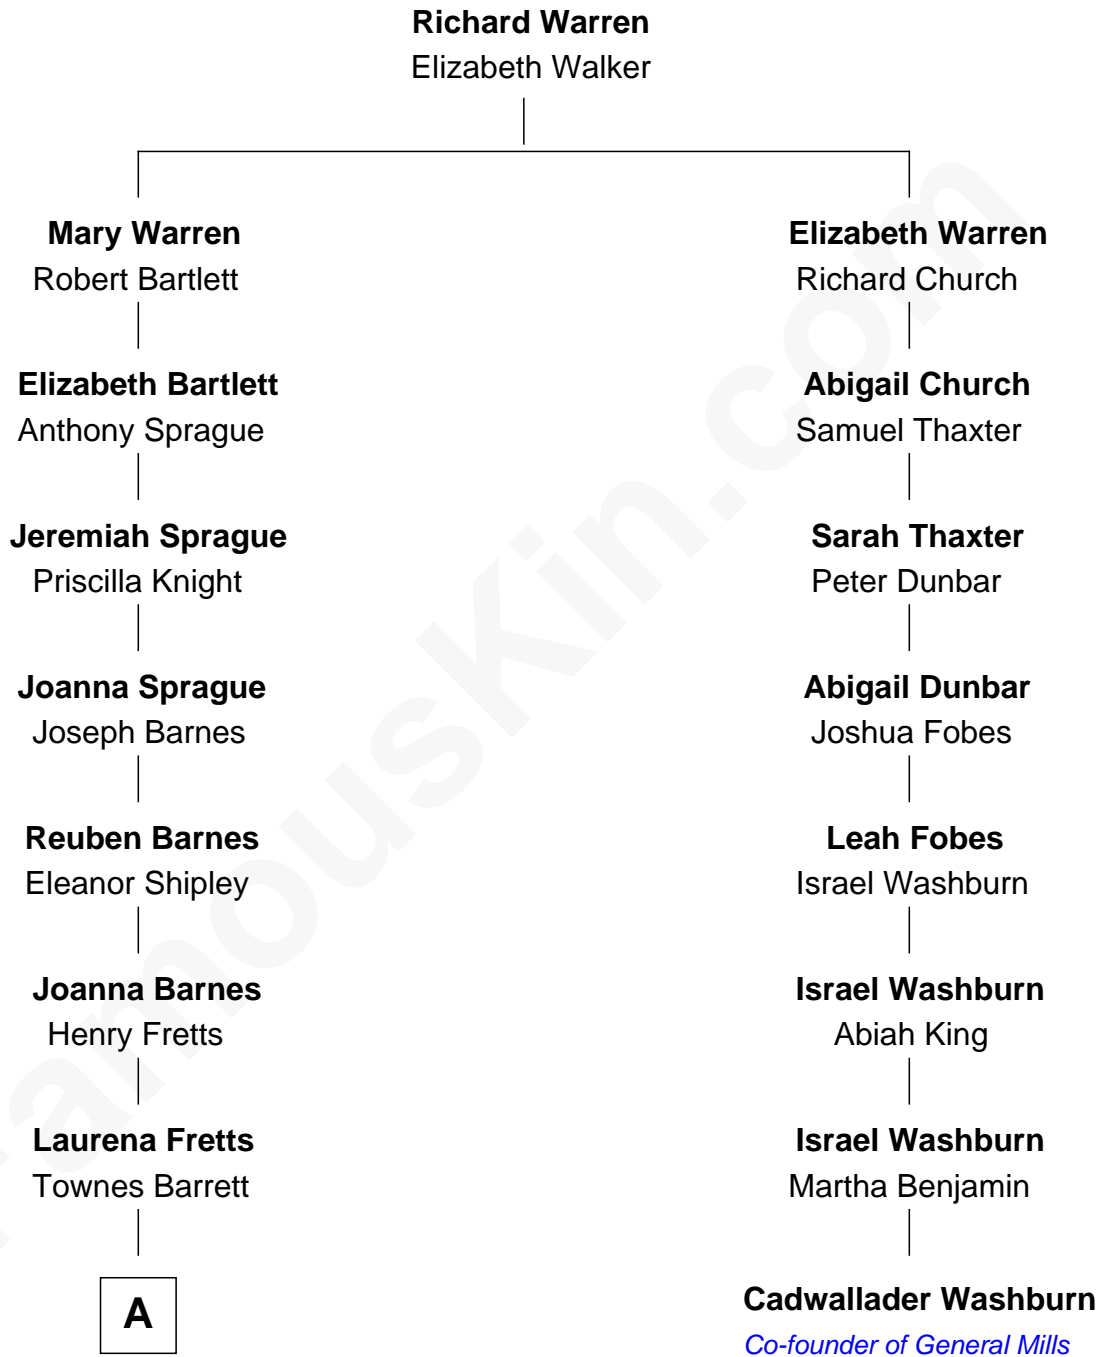 Richard Warren
Elizabeth Walker
Mary Warren
Robert Bartlett
Elizabeth Warren
Richard Church
Elizabeth Bartlett
Anthony Sprague
Abigail Church
Samuel Thaxter
Jeremiah Sprague
Priscilla Knight
Sarah Thaxter
Peter Dunbar
Joanna Sprague
Joseph Barnes
Abigail Dunbar
Joshua Fobes
Reuben Barnes
Eleanor Shipley
Leah Fobes
Israel Washburn
Joanna Barnes
Henry Fretts
Israel Washburn
Abiah King
Laurena Fretts
Townes Barrett
Israel Washburn
Martha Benjamin
A
Cadwallader Washburn
Co-founder of General Mills
FamousKin.com